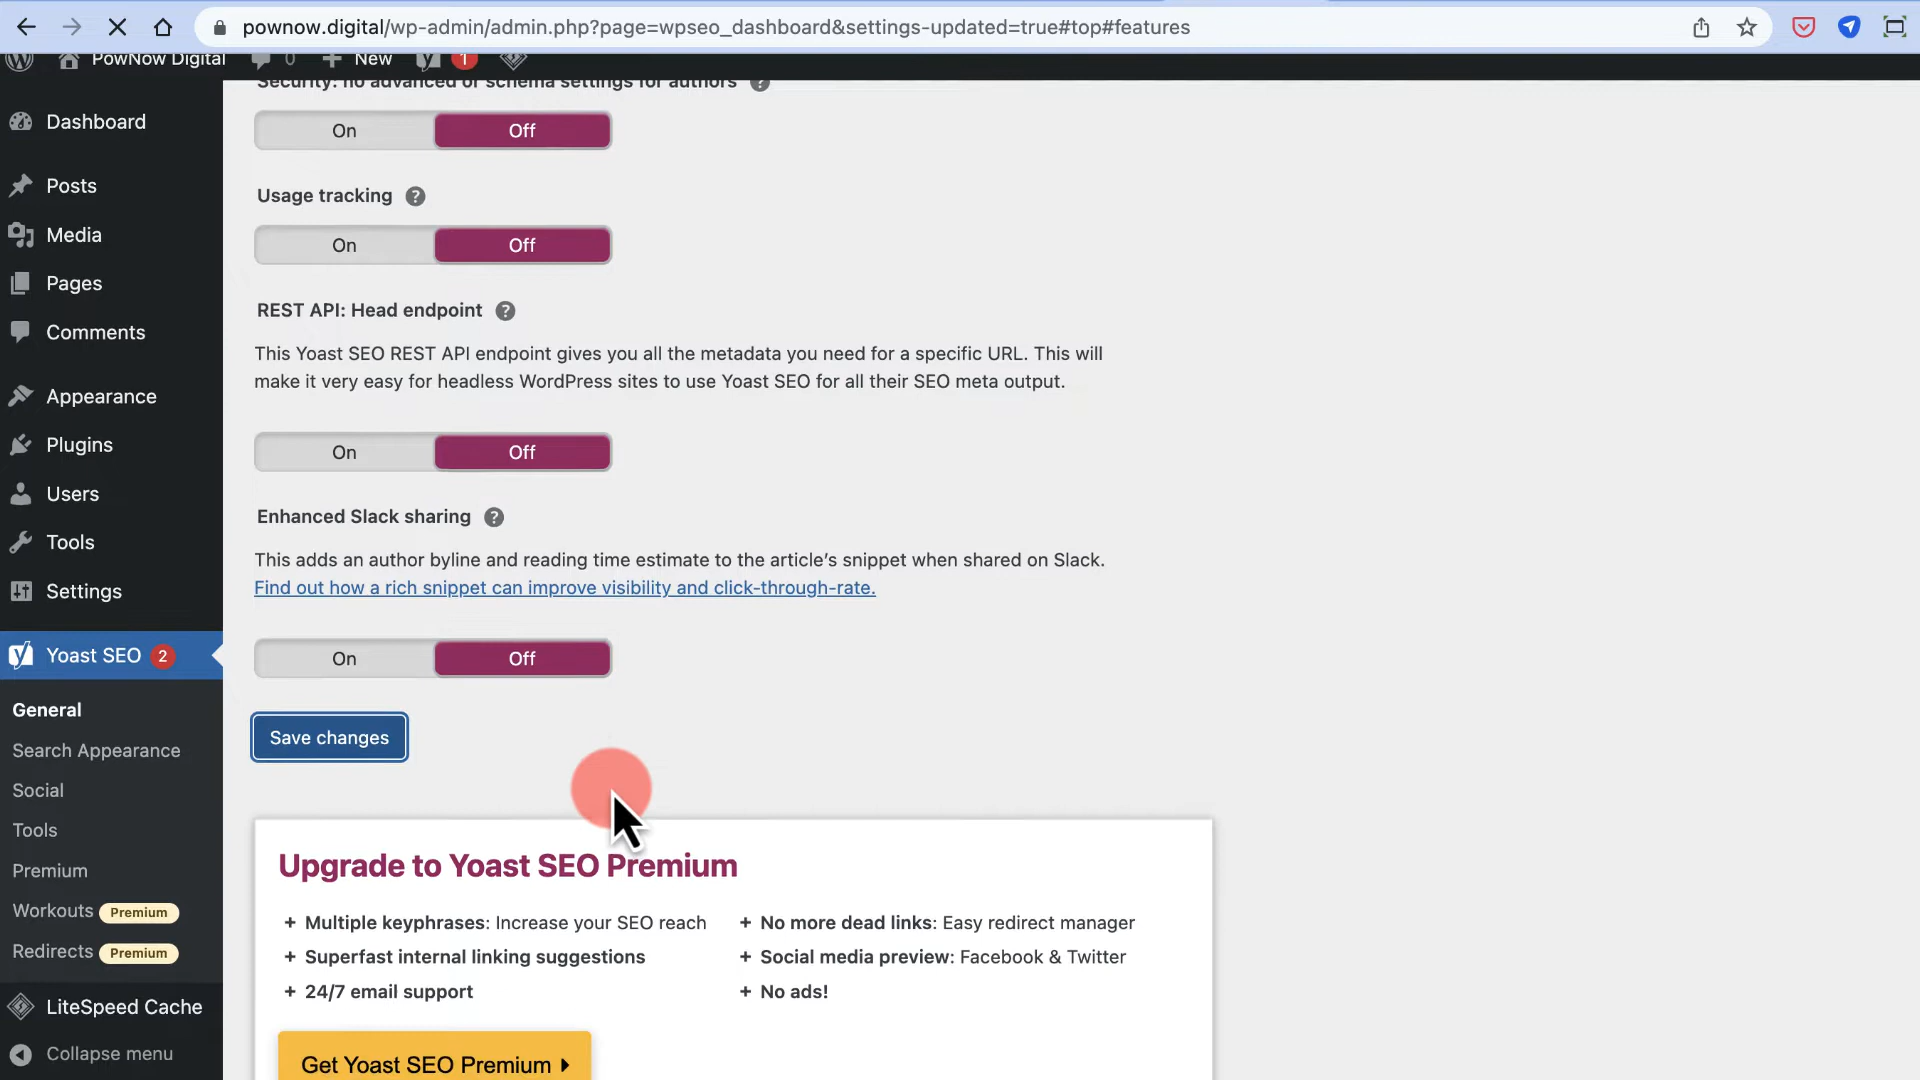 pownow.digital/wp-admin/admin.php?page=wpseo_dashboard&settings-updated=true#top#features
PowNow Digital 0 New 1
Dashboard
Posts
Media
Pages
Comments
Appearance
Plugins
Users
Tools
Settings
Yoast SEO 2
General
Search Appearance
Social
Tools
Premium
Workouts Premium
Redirects Premium
LiteSpeed Cache
Collapse menu
Security: no advanced or schema settings for authors ?
On Off
Usage tracking ?
On Off
REST API: Head endpoint ?
This Yoast SEO REST API endpoint gives you all the metadata you need for a specific URL. This will
make it very easy for headless WordPress sites to use Yoast SEO for all their SEO meta output.
On Off
Enhanced Slack sharing ?
This adds an author byline and reading time estimate to the article's snippet when shared on Slack.
Find out how a rich snippet can improve visibility and click-through-rate.
On Off
Save changes
Upgrade to Yoast SEO Premium
+ Multiple keyphrases: Increase your SEO reach
+ No more dead links: Easy redirect manager
+ Superfast internal linking suggestions
+ Social media preview: Facebook & Twitter
+ 24/7 email support
+ No ads!
Get Yoast SEO Premium